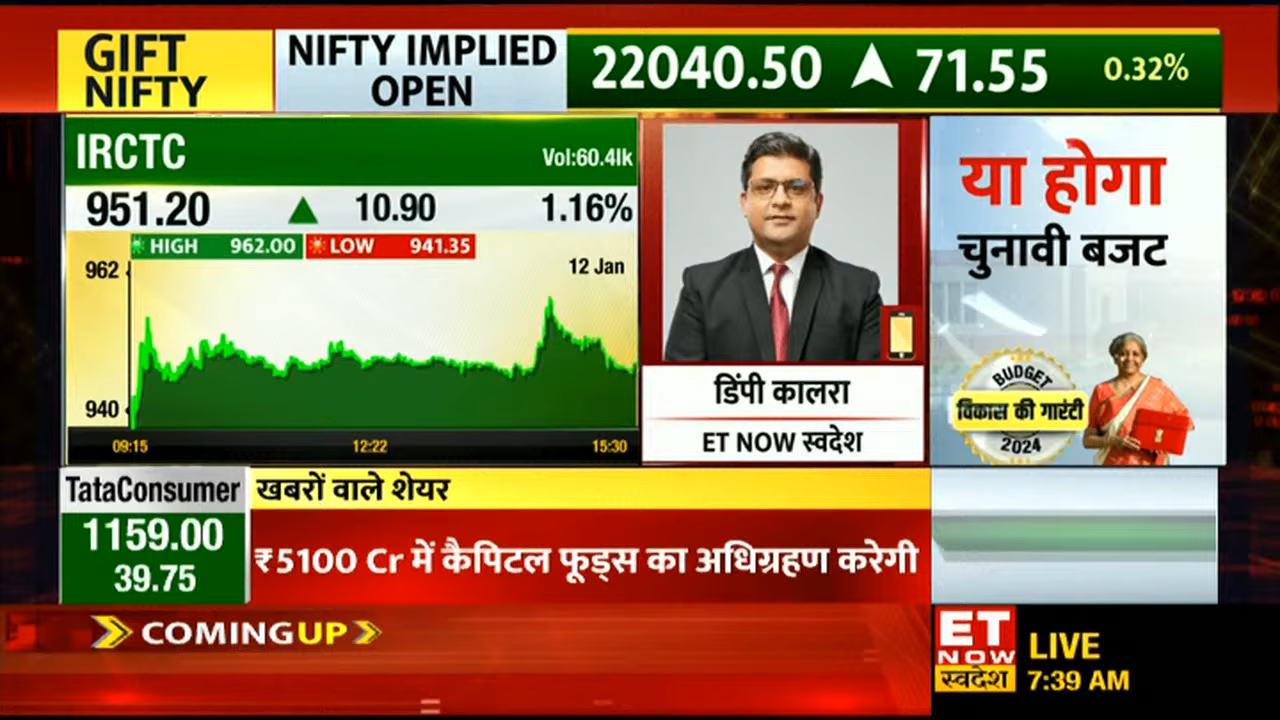 GIFT
NIFTY
NIFTY IMPLIED
OPEN
22040.50 71.55 0.32%
IRCTC
Vol:60.4lk
951.20 10.90 1.16%
HIGH 962.00 LOW 941.35
962
12 Jan
940
09:15 12:22 15:30
डिंपी कालरा
ET NOW स्वदेश
या होगा
चुनावी बजट
BUDGET
विकास की गारंटी
2024
TataConsumer
1159.00
39.75
खबरों वाले शेयर
₹5100 Cr में कैपिटल फूड्स का अधिग्रहण करेगी
COMING UP
ET
NOW
स्वदेश
LIVE
7:39 AM